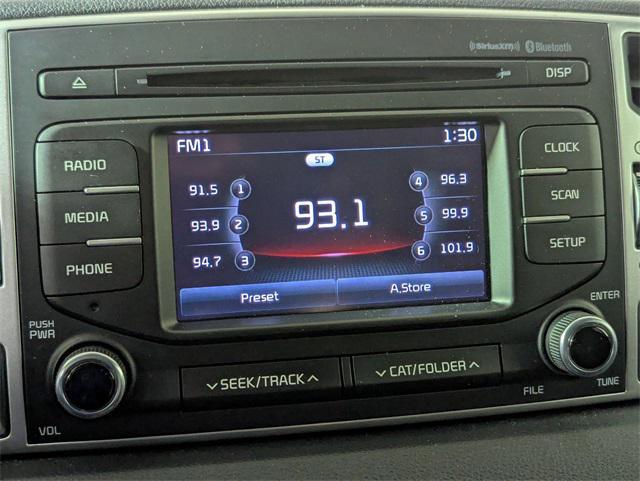 SiriusXM Bluetooth
DISP
FM1 1:30
ST
RADIO
MEDIA
PHONE
91.5 1
93.9 2
94.7 3
93.1
4 96.3
5 99.9
6 101.9
Preset A.Store
CLOCK
SCAN
SETUP
PUSH
PWR
VOL
SEEK/TRACK
CAT/FOLDER
ENTER
FILE
TUNE